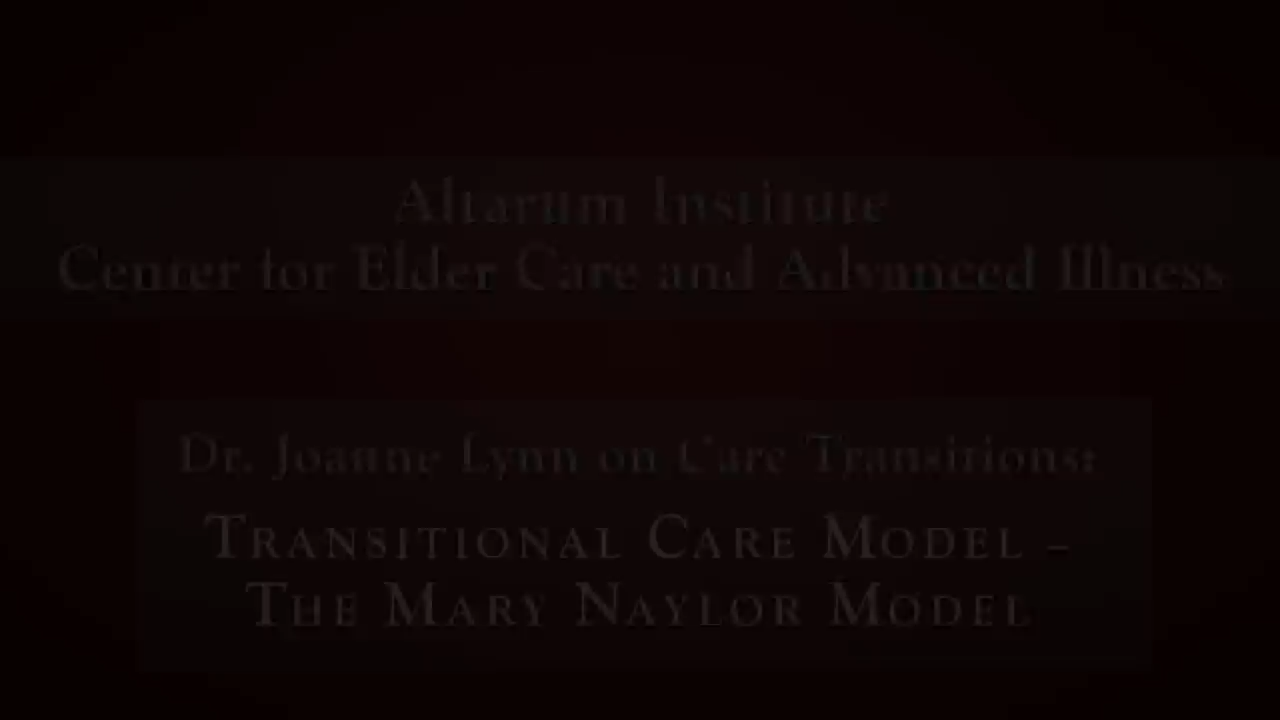 Altarum Institute
Center for Elder Care and Advanced Illness
Dr. Joanne Lynn on Care Transitions:
TRANSITIONAL CARE MODEL –
THE MARY NAYLOR MODEL